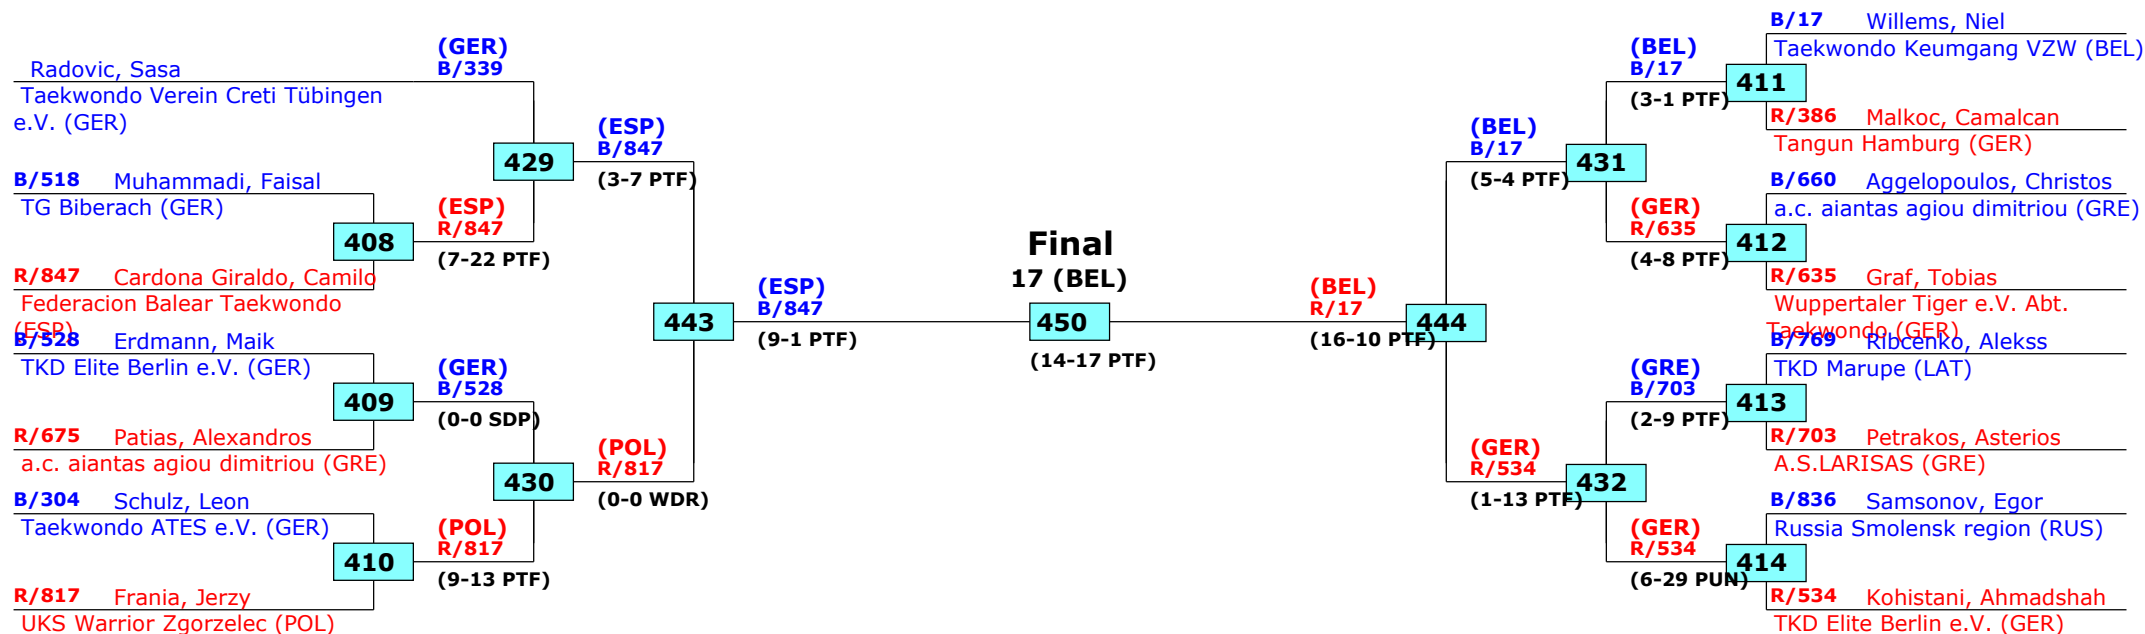 (GER)
B/339
Radovic, Sasa
Taekwondo Verein Creti Tübingen
e.V. (GER)
429
(ESP)
B/847
(3-7 PTF)
B/518 Muhammadi, Faisal
TG Biberach (GER)
408
(ESP)
R/847
(7-22 PTF)
R/847 Cardona Giraldo, Camilo
Federacion Balear Taekwondo
(ESP)
443
(ESP)
B/847
(9-1 PTF)
B/528 Erdmann, Maik
TKD Elite Berlin e.V. (GER)
409
(GER)
B/528
(0-0 SDP)
R/675 Patias, Alexandros
a.c. aiantas agiou dimitriou (GRE)
430
(POL)
R/817
(0-0 WDR)
B/304 Schulz, Leon
Taekwondo ATES e.V. (GER)
410
(POL)
R/817
(9-13 PTF)
R/817 Frania, Jerzy
UKS Warrior Zgorzelec (POL)
Final
17 (BEL)
450
(14-17 PTF)
(BEL)
R/17
(16-10 PTF)
444
(BEL)
B/17
(5-4 PTF)
431
(BEL)
B/17
(3-1 PTF)
411
B/17 Willems, Niel
Taekwondo Keumgang VZW (BEL)
R/386 Malkoc, Camalcan
Tangun Hamburg (GER)
(GER)
R/635
(4-8 PTF)
412
B/660 Aggelopoulos, Christos
a.c. aiantas agiou dimitriou (GRE)
R/635 Graf, Tobias
Wuppertaler Tiger e.V. Abt.
Taekwondo (GER)
(GER)
R/534
(1-13 PTF)
432
(GRE)
B/703
(2-9 PTF)
413
B/769 Ribcenko, Alekss
TKD Marupe (LAT)
R/703 Petrakos, Asterios
A.S.LARISAS (GRE)
(GER)
R/534
(6-29 PUN)
414
B/836 Samsonov, Egor
Russia Smolensk region (RUS)
R/534 Kohistani, Ahmadshah
TKD Elite Berlin e.V. (GER)